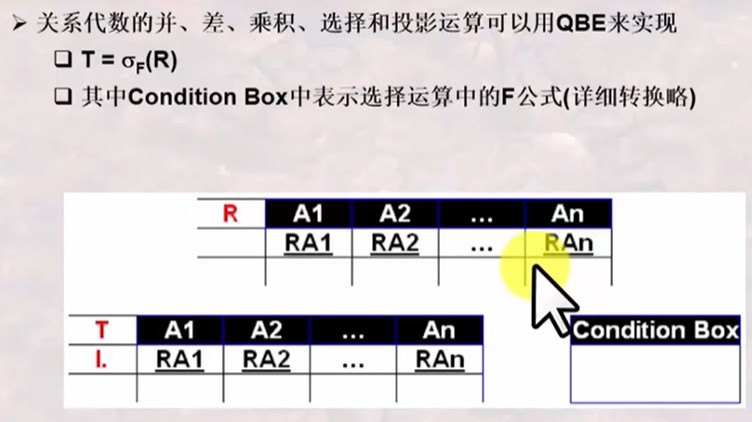 关系代数的并、差、乘积、选择和投影运算可以用QBE来实现
T = σF(R)
其中Condition Box中表示选择运算中的F公式(详细转换略)
R A1 A2 ... An
RA1 RA2 ... RAn
T A1 A2 ... An
I. RA1 RA2 ... RAn
Condition Box